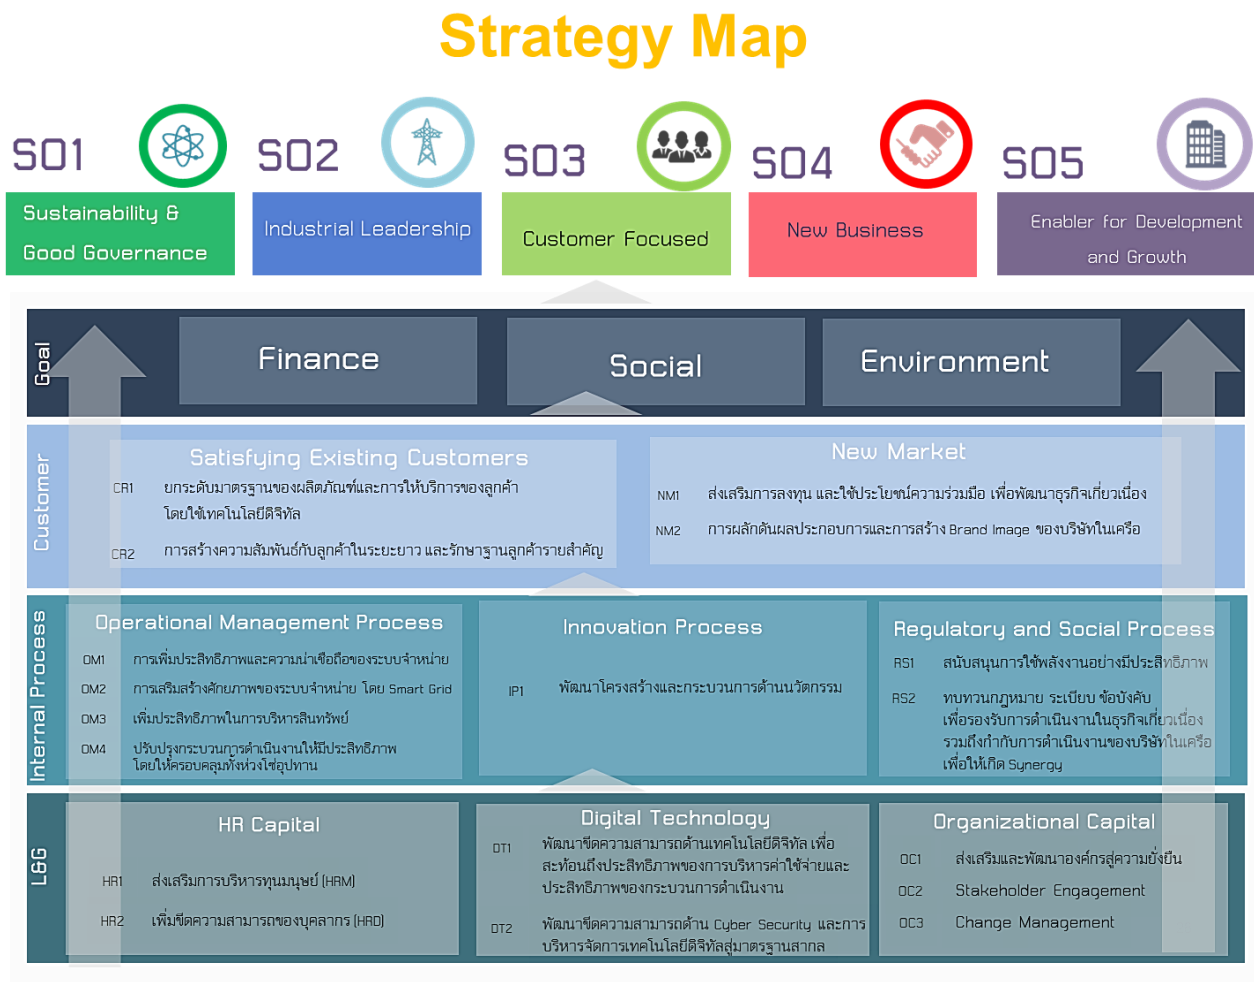 Strategy Map
SO1
SO2
SO3
SO4
SO5
Sustainability &
Good Governance
Industrial Leadership
Customer Focused
New Business
Enabler for Development
and Growth
Goal
Finance
Social
Environment
Customer
Satisfying Existing Customers
CR1 ยกระดับมาตรฐานของผลิตภัณฑ์และการให้บริการของลูกค้า
โดยใช้เทคโนโลยีดิจิทัล
CR2 การสร้างความสัมพันธ์กับลูกค้าในระยะยาว และรักษาฐานลูกค้ารายสำคัญ
New Market
NM1 ส่งเสริมการลงทุน และใช้ประโยชน์ความร่วมมือ เพื่อพัฒนาธุรกิจเกี่ยวเนื่อง
NM2 การผลักดันผลประกอบการและการสร้าง Brand Image ของบริษัทในเครือ
Internal Process
Operational Management Process
OM1 การเพิ่มประสิทธิภาพและความน่าเชื่อถือของระบบจำหน่าย
OM2 การเสริมสร้างศักยภาพของระบบจำหน่าย โดย Smart Grid
OM3 เพิ่มประสิทธิภาพในการบริหารสินทรัพย์
OM4 ปรับปรุงกระบวนการดำเนินงานให้มีประสิทธิภาพ
โดยให้ครอบคลุมทั้งห่วงโซ่อุปทาน
Innovation Process
IP1 พัฒนาโครงสร้างและกระบวนการด้านนวัตกรรม
Regulatory and Social Process
RS1 สนับสนุนการใช้พลังงานอย่างมีประสิทธิภาพ
RS2 ทบทวนกฎหมาย ระเบียบ ข้อบังคับ
เพื่อรองรับการดำเนินงานในธุรกิจเกี่ยวเนื่อง
รวมถึงกำกับการดำเนินงานของบริษัทในเครือ
เพื่อให้เกิด Synergy
L&G
HR Capital
HR1 ส่งเสริมการบริหารทุนมนุษย์ (HRM)
HR2 เพิ่มขีดความสามารถของบุคลากร (HRD)
Digital Technology
DT1 พัฒนาขีดความสามารถด้านเทคโนโลยีดิจิทัล เพื่อ
สะท้อนถึงประสิทธิภาพของการบริหารค่าใช้จ่ายและ
ประสิทธิภาพของกระบวนการดำเนินงาน
DT2 พัฒนาขีดความสามารถด้าน Cyber Security และการ
บริหารจัดการเทคโนโลยีดิจิทัลสู่มาตรฐานสากล
Organizational Capital
OC1 ส่งเสริมและพัฒนาองค์กรสู่ความยั่งยืน
OC2 Stakeholder Engagement
OC3 Change Management